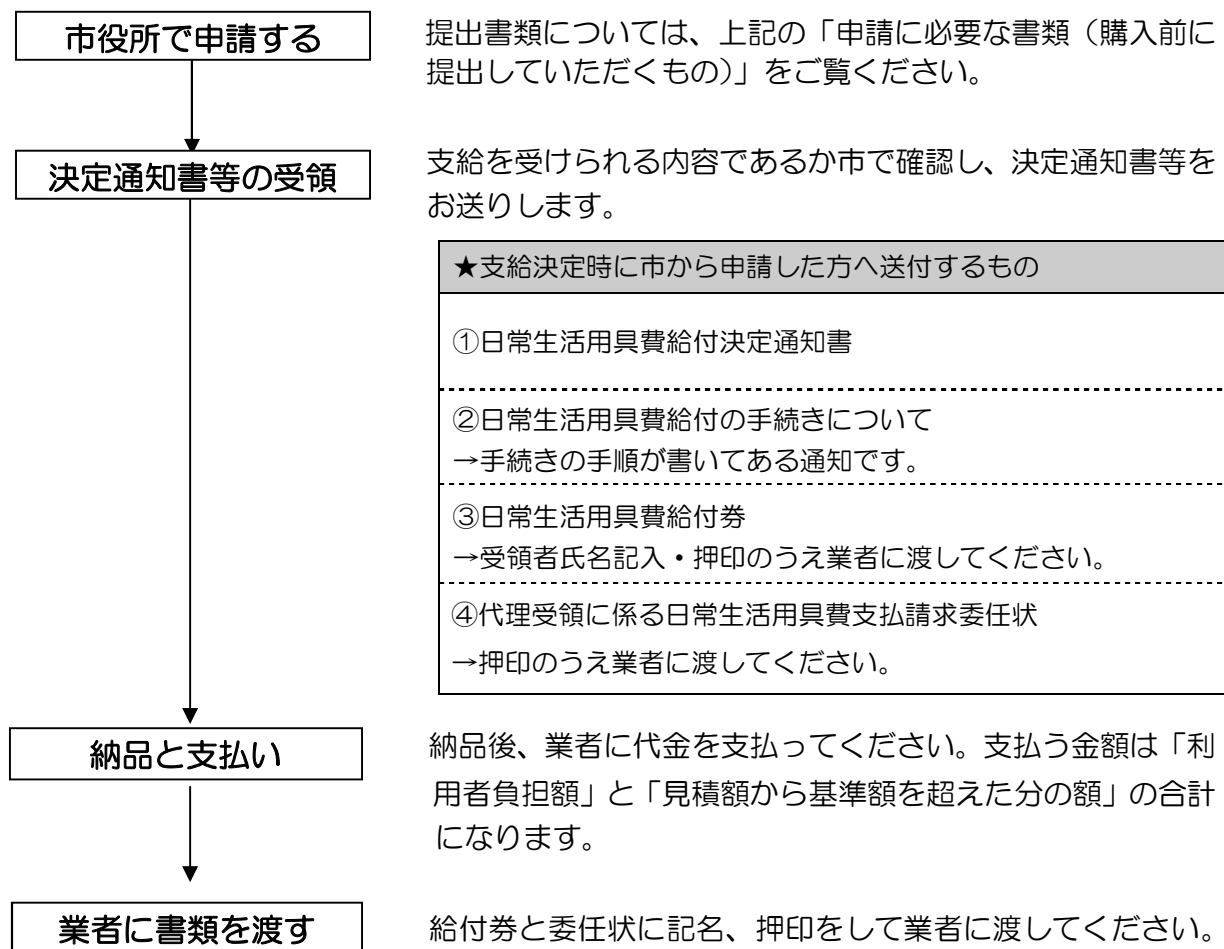 市役所で申請する
提出書類については、上記の「申請に必要な書類（購入前に
提出していただくもの）」をご覧ください。
決定通知書等の受領
支給を受けられる内容であるか市で確認し、決定通知書等を
お送りします。
★支給決定時に市から申請した方へ送付するもの
①日常生活用具費給付決定通知書
②日常生活用具費給付の手続きについて
→手続きの手順が書いてある通知です。
③日常生活用具費給付券
→受領者氏名記入・押印のうえ業者に渡してください。
④代理受領に係る日常生活用具費支払請求委任状
→押印のうえ業者に渡してください。
納品と支払い
納品後、業者に代金を支払ってください。支払う金額は「利
用者負担額」と「見積額から基準額を超えた分の額」の合計
になります。
業者に書類を渡す
給付券と委任状に記名、押印をして業者に渡してください。